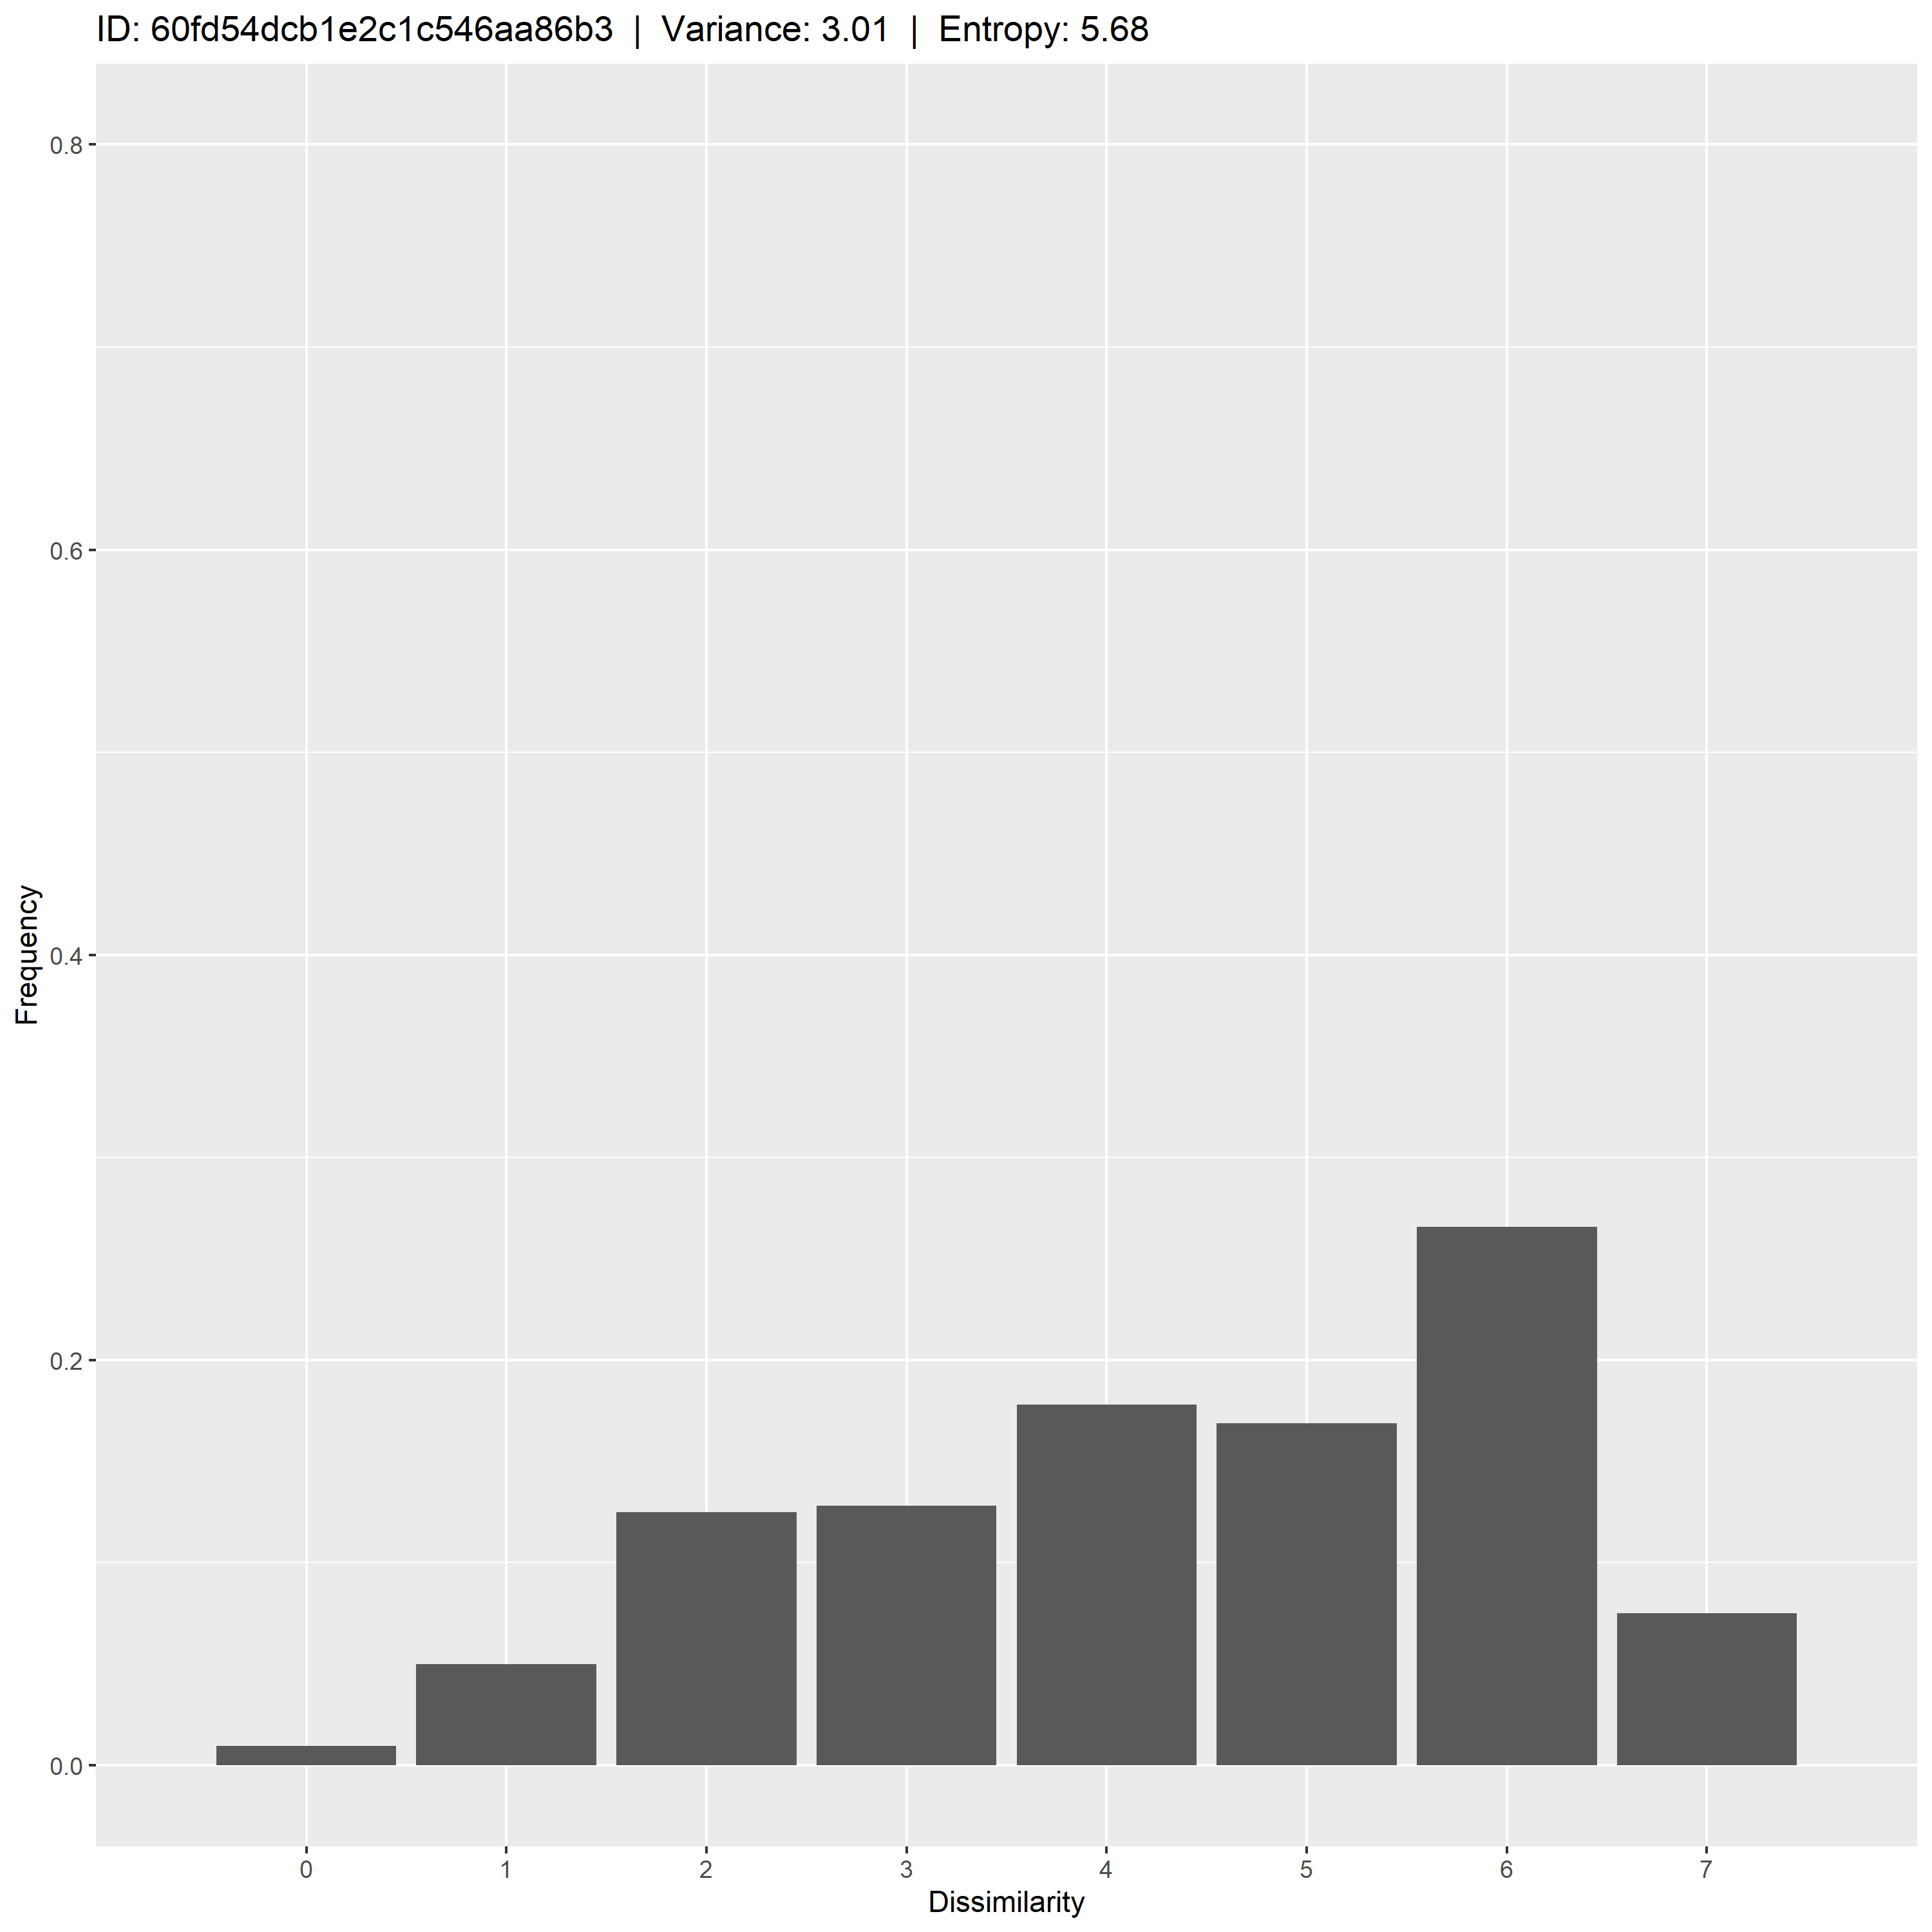 ID: 60fd54dcb1e2c1c546aa86b3 | Variance: 3.01 | Entropy: 5.68
0.8
0.6
0.4
0.2
0.0
Frequency
0 1 2 3 4 5 6 7
Dissimilarity